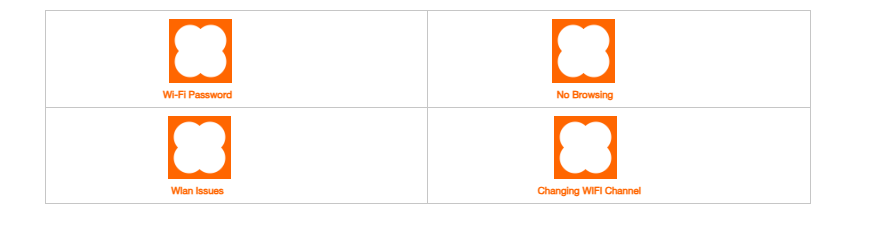 Wi-Fi Password
No Browsing
Wlan Issues
Changing WIFI Channel